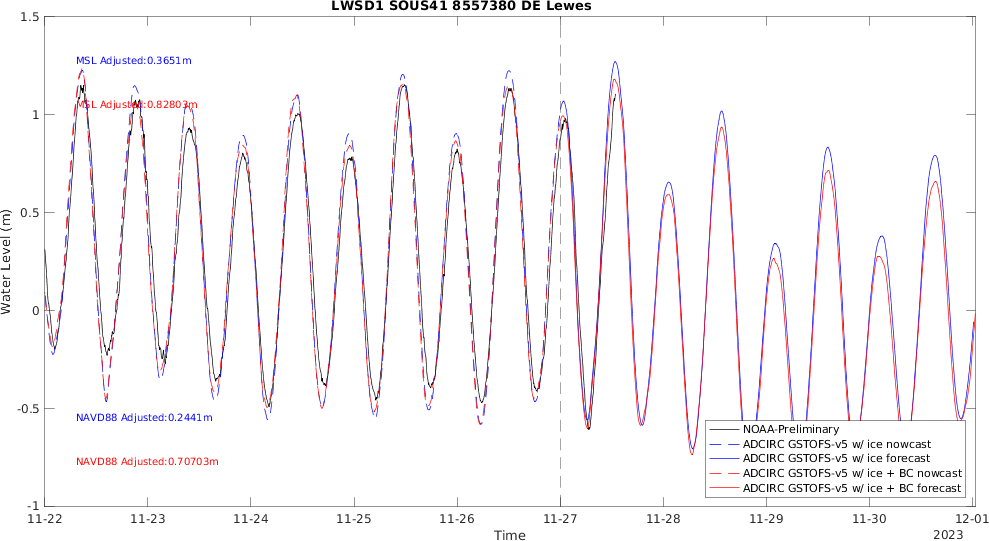 LWSD1 SOUS41 8557380 DE Lewes
1.5
1
0.5
0
-0.5
-1
Water Level (m)
MSL Adjusted:0.3651m
MSL Adjusted:0.82803m
NAVD88 Adjusted:0.2441m
NAVD88 Adjusted:0.70703m
NOAA-Preliminary
ADCIRC GSTOFS-v5 w/ ice nowcast
ADCIRC GSTOFS-v5 w/ ice forecast
ADCIRC GSTOFS-v5 w/ ice + BC nowcast
ADCIRC GSTOFS-v5 w/ ice + BC forecast
11-22 11-23 11-24 11-25 11-26 11-27 11-28 11-29 11-30 12-01
Time
2023